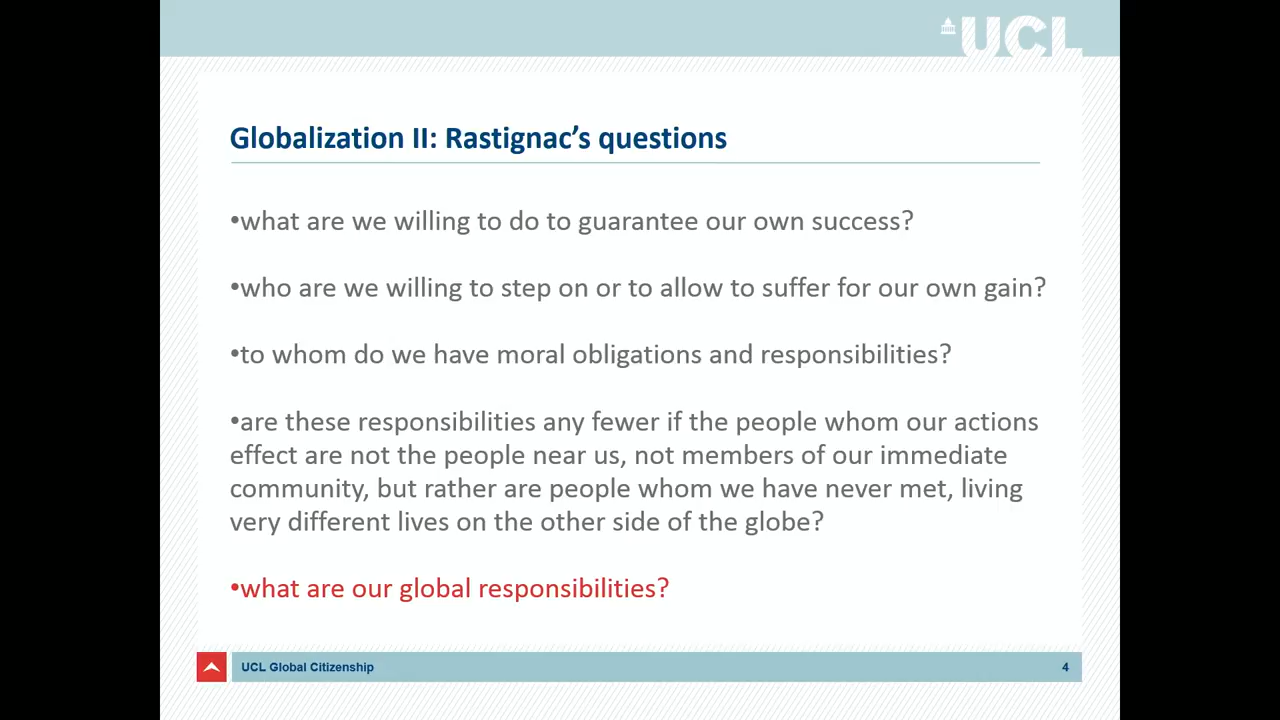 UCL
Globalization II: Rastignac's questions
•what are we willing to do to guarantee our own success?
•who are we willing to step on or to allow to suffer for our own gain?
•to whom do we have moral obligations and responsibilities?
•are these responsibilities any fewer if the people whom our actions
effect are not the people near us, not members of our immediate
community, but rather are people whom we have never met, living
very different lives on the other side of the globe?
•what are our global responsibilities?
UCL Global Citizenship
4